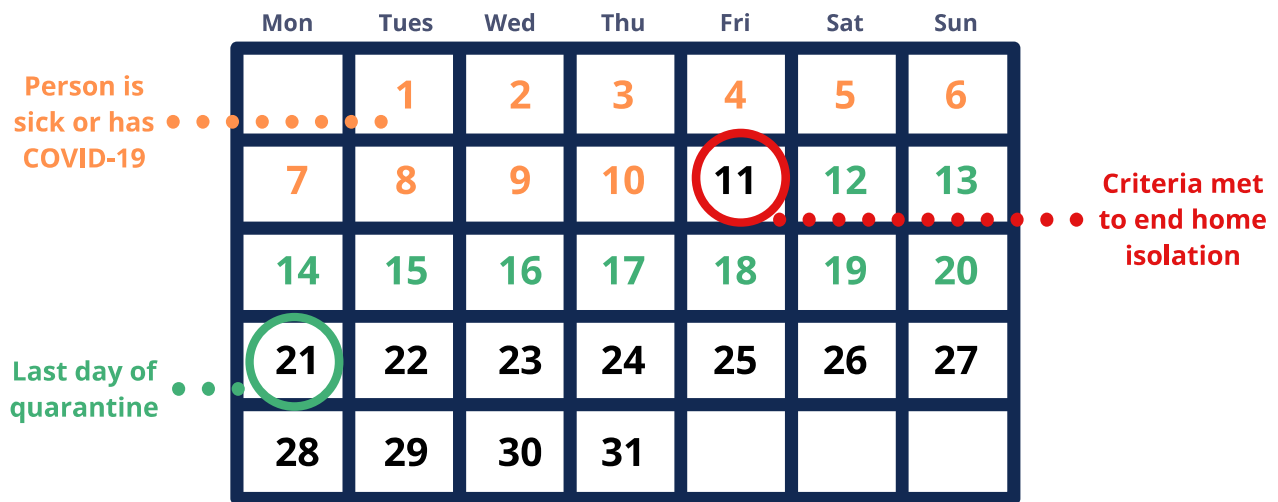 Mon Tues Wed Thu Fri Sat Sun
Person is
sick or has
COVID-19
1 2 3 4 5 6
7 8 9 10 11 12 13
Criteria met
to end home
isolation
14 15 16 17 18 19 20
Last day of
quarantine
21 22 23 24 25 26 27
28 29 30 31